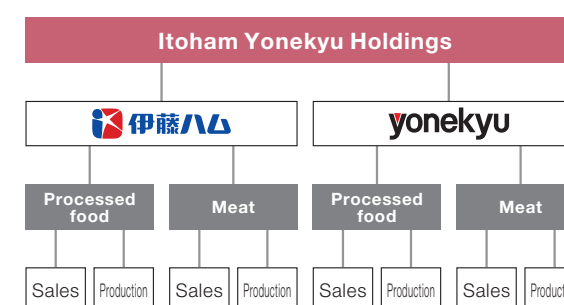 Itoham Yonekyu Holdings
伊藤ハム yonekyu
Processed food Meat Processed food Meat
Sales Production Sales Production Sales Production Sales Produc